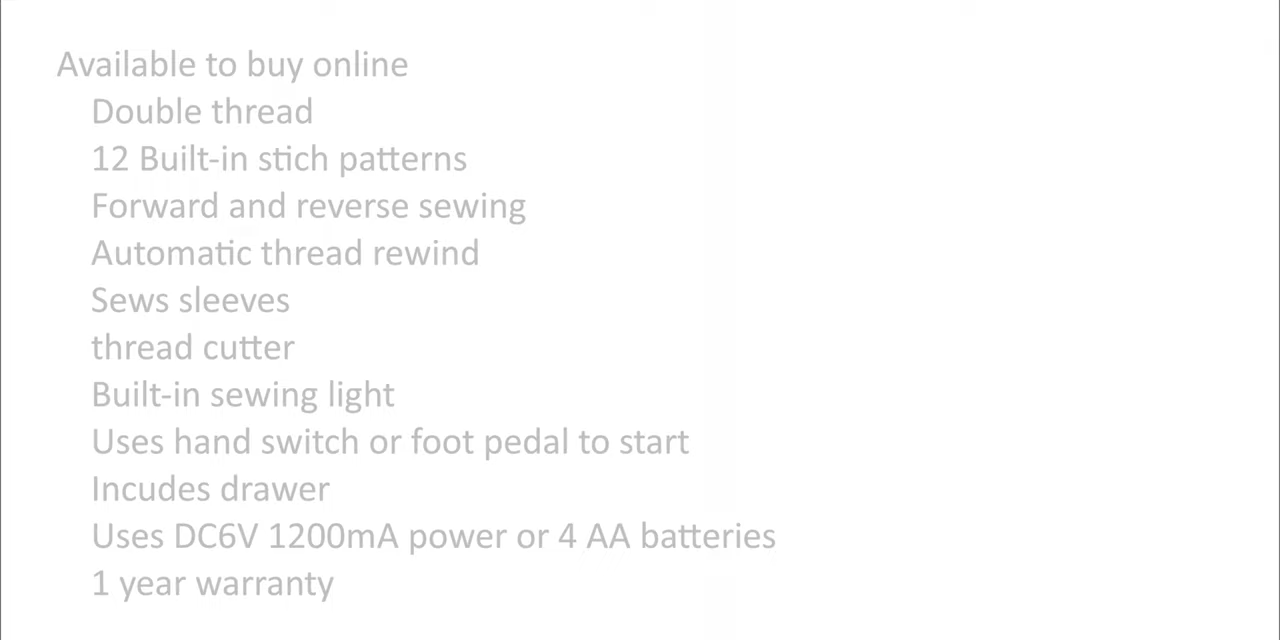 Available to buy online
Double thread
12 Built-in stich patterns
Forward and reverse sewing
Automatic thread rewind
Sews sleeves
thread cutter
Built-in sewing light
Uses hand switch or foot pedal to start
Incudes drawer
Uses DC6V 1200mA power or 4 AA batteries
1 year warranty